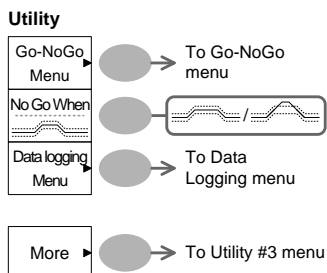 Utility
Go-NoGo
Menu
To Go-NoGo
menu
No Go When
/
Data logging
Menu
To Data
Logging menu
More
To Utility #3 menu